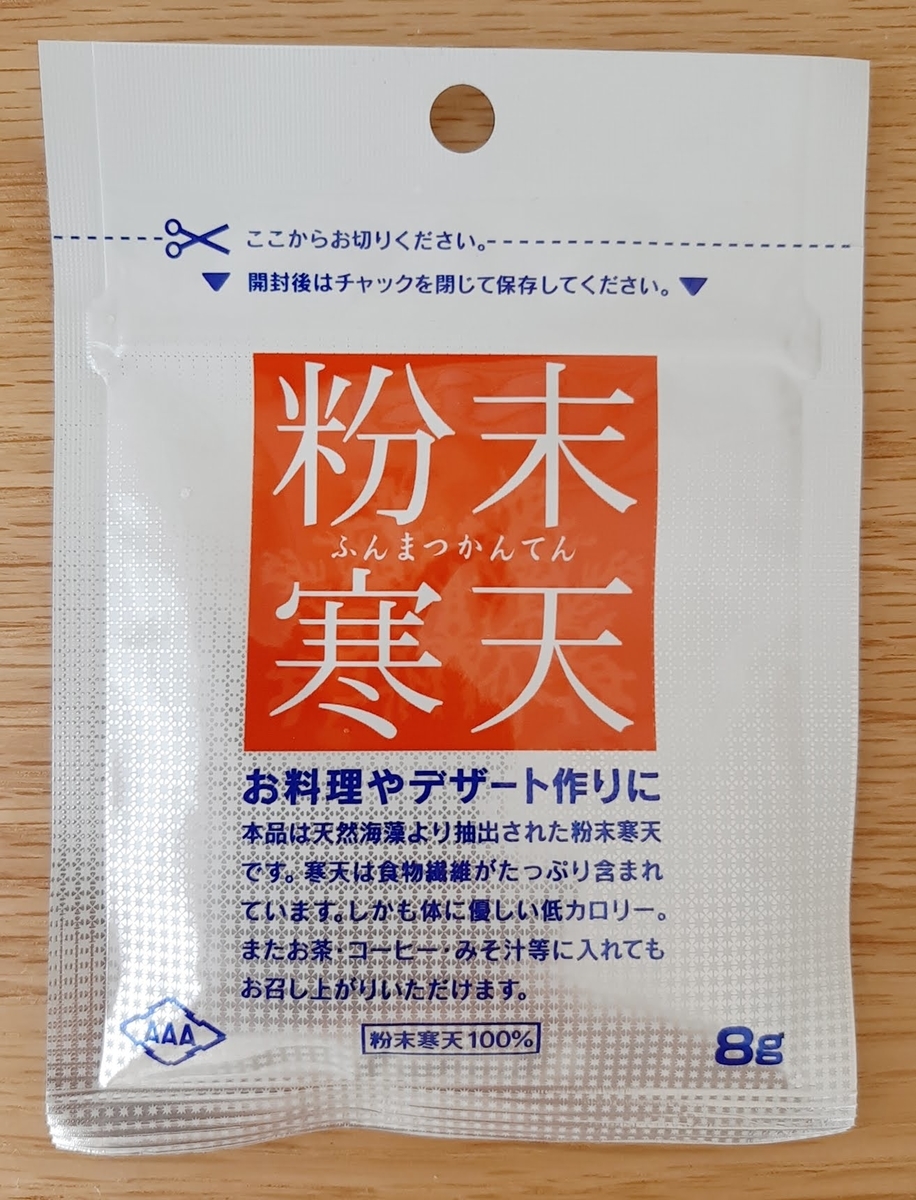 ここからお切りください。
開封後はチャックを閉じて保存してください。
粉末
ふんまつかんてん
寒天
お料理やデザート作りに
本品は天然海藻より抽出された粉末寒天
です。寒天は食物繊維がたっぷり含まれ
ています。しかも体に優しい低カロリー。
またお茶・コーヒー・みそ汁等に入れても
お召し上がりいただけます。
AAA
粉末寒天100%
8g